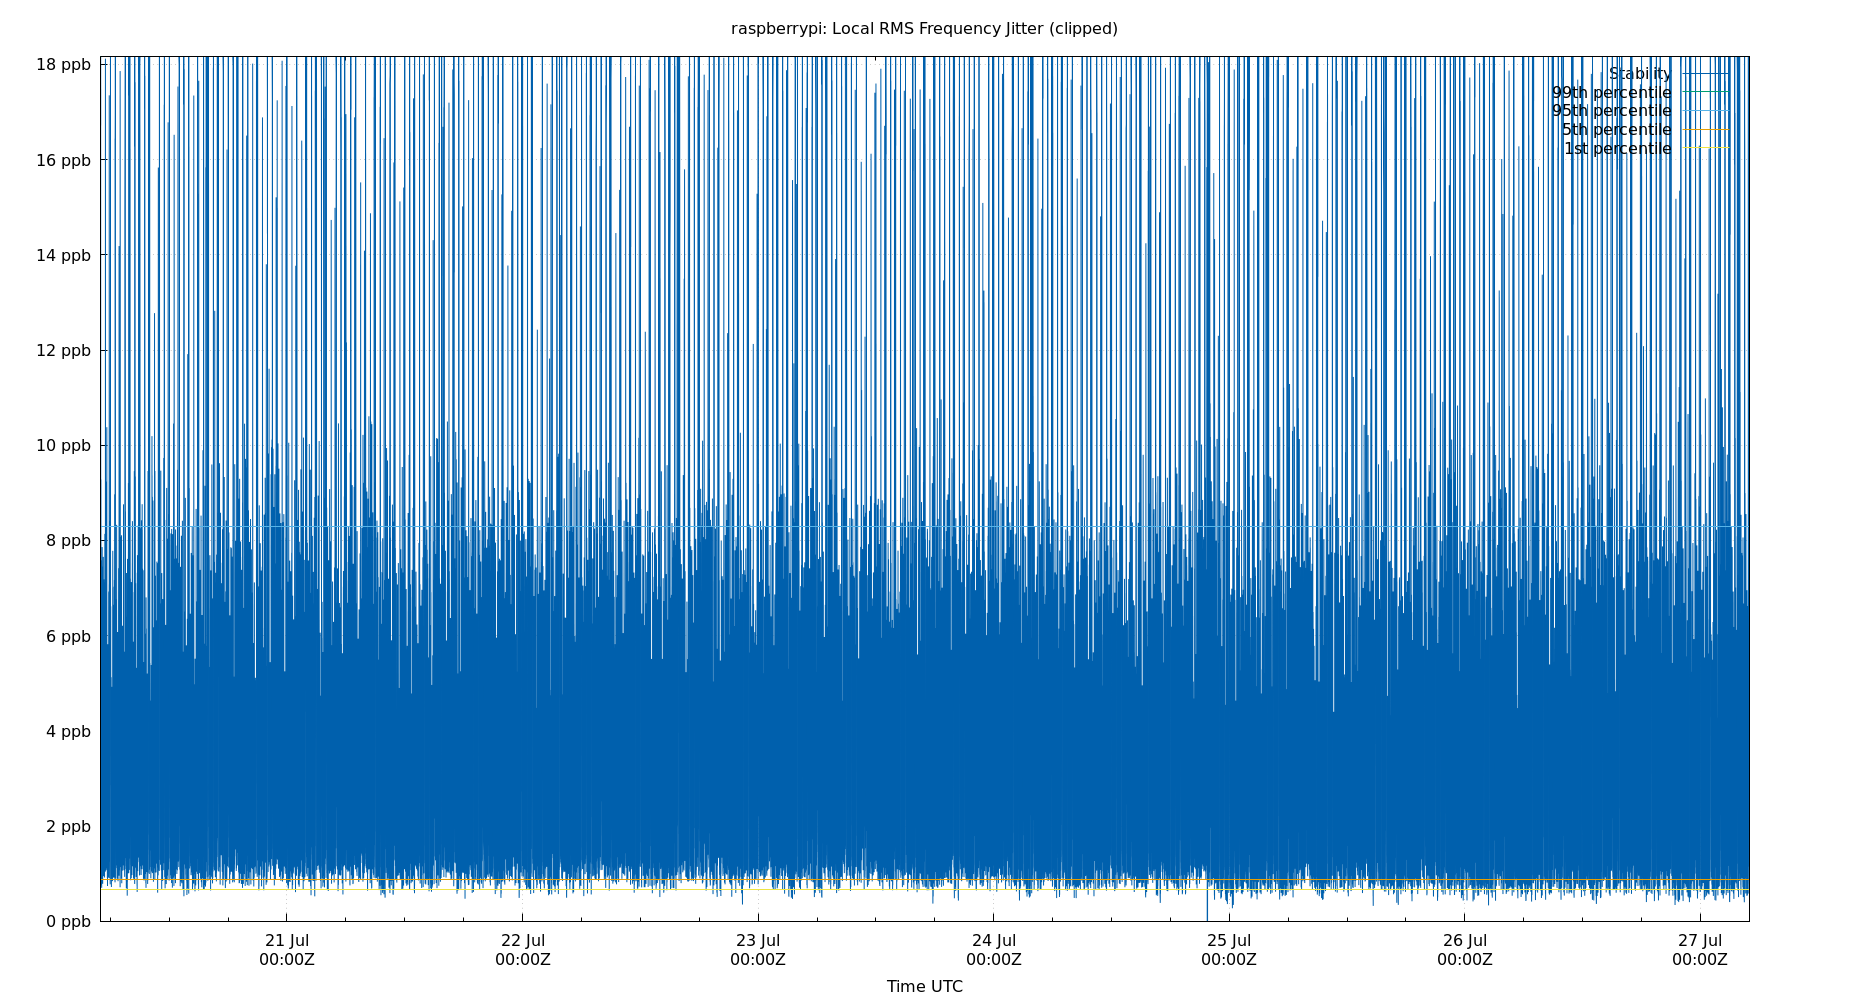 raspberrypi: Local RMS Frequency Jitter (clipped)
18 ppb
16 ppb
14 ppb
12 ppb
10 ppb
8 ppb
6 ppb
4 ppb
2 ppb
0 ppb
Stability
99th percentile
95th percentile
5th percentile
1st percentile
21 Jul 22 Jul 23 Jul 24 Jul 25 Jul 26 Jul 27 Jul
00:00Z 00:00Z 00:00Z 00:00Z 00:00Z 00:00Z 00:00Z
Time UTC